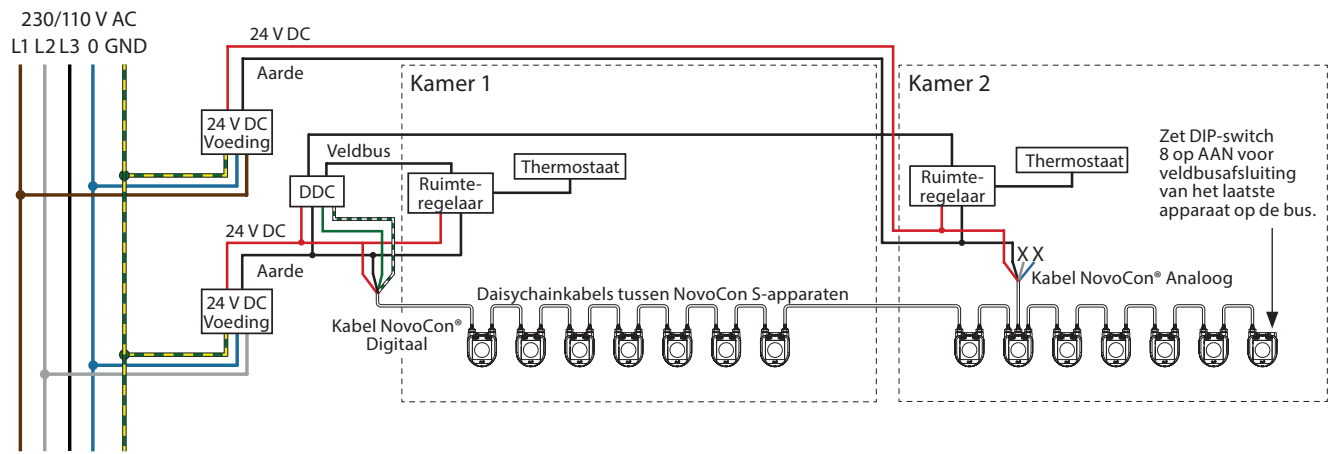 230/110 V AC
L1 L2 L3 0 GND
24 V DC
Aarde
24 V DC
Voeding
Kamer 1
Kamer 2
Veldbus
DDC
Ruimte-
regelaar
Thermostaat
Ruimte-
regelaar
Thermostaat
Zet DIP-switch
8 op AAN voor
veldbusafsluiting
van het laatste
apparaat op de bus.
24 V DC
Aarde
24 V DC
Voeding
X X
Kabel NovoCon® Analoog
Daisychainkabels tussen NovoCon S-apparaten
Kabel NovoCon®
Digitaal